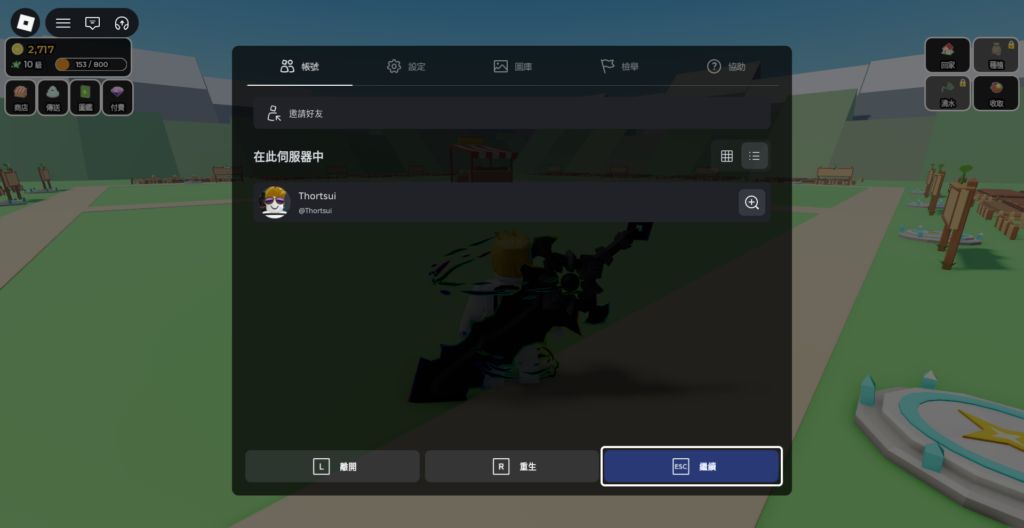 2,717
10 級
153 / 800
商店
傳送
圖鑑
付費
帳號
設定
圖庫
檢舉
協助
邀請好友
在此伺服器中
Thortsui
@Thortsui
L 離開
R 重生
ESC 繼續
回家
種植
澆水
收取